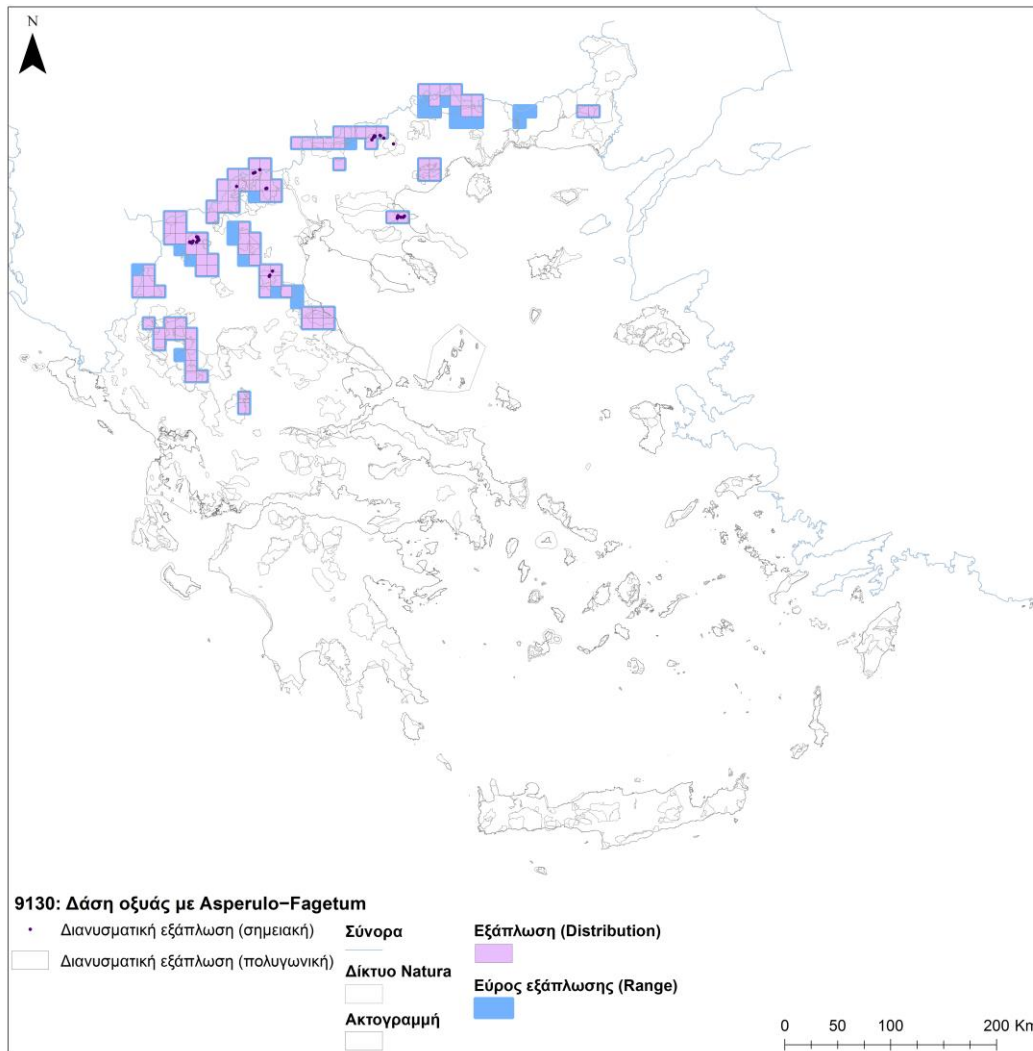 N
9130: Δάση οξυάς με Asperulo–Fagetum
Διανυσματική εξάπλωση (σημειακή)
Διανυσματική εξάπλωση (πολυγωνική)
Σύνορα
Δίκτυο Natura
Ακτογραμμή
Εξάπλωση (Distribution)
Εύρος εξάπλωσης (Range)
0 50 100 200 Km